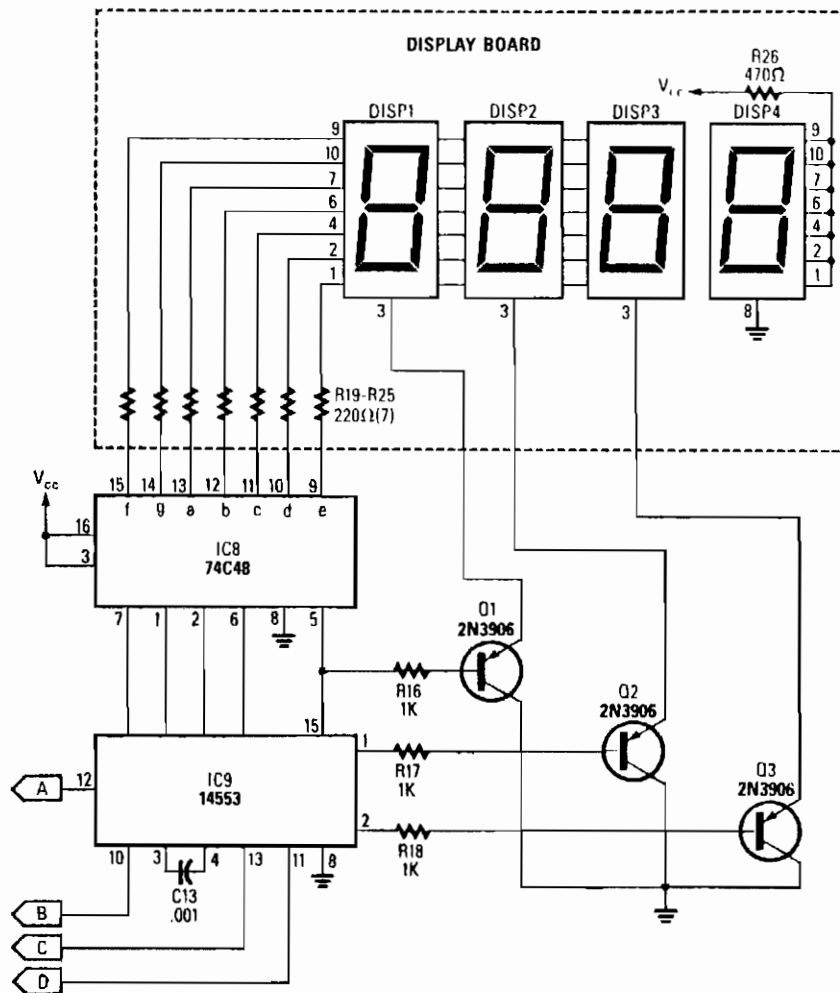 DISPLAY BOARD
R26
470Ω
Vcc
DISP1
DISP2
DISP3
DISP4
9
10
7
6
4
2
1
9
10
7
6
4
2
1
3
3
3
8
R19-R25
220Ω(7)
Vcc
15 14 13 12 11 10 9
f g a b c d e
16
3
IC8
74C48
7 1 2 6 8 5
Q1
2N3906
R16
1K
Q2
2N3906
15
1
R17
1K
A
12
IC9
14553
Q3
2N3906
2
R18
1K
10 3 4 13 11 8
C13
.001
B
C
D